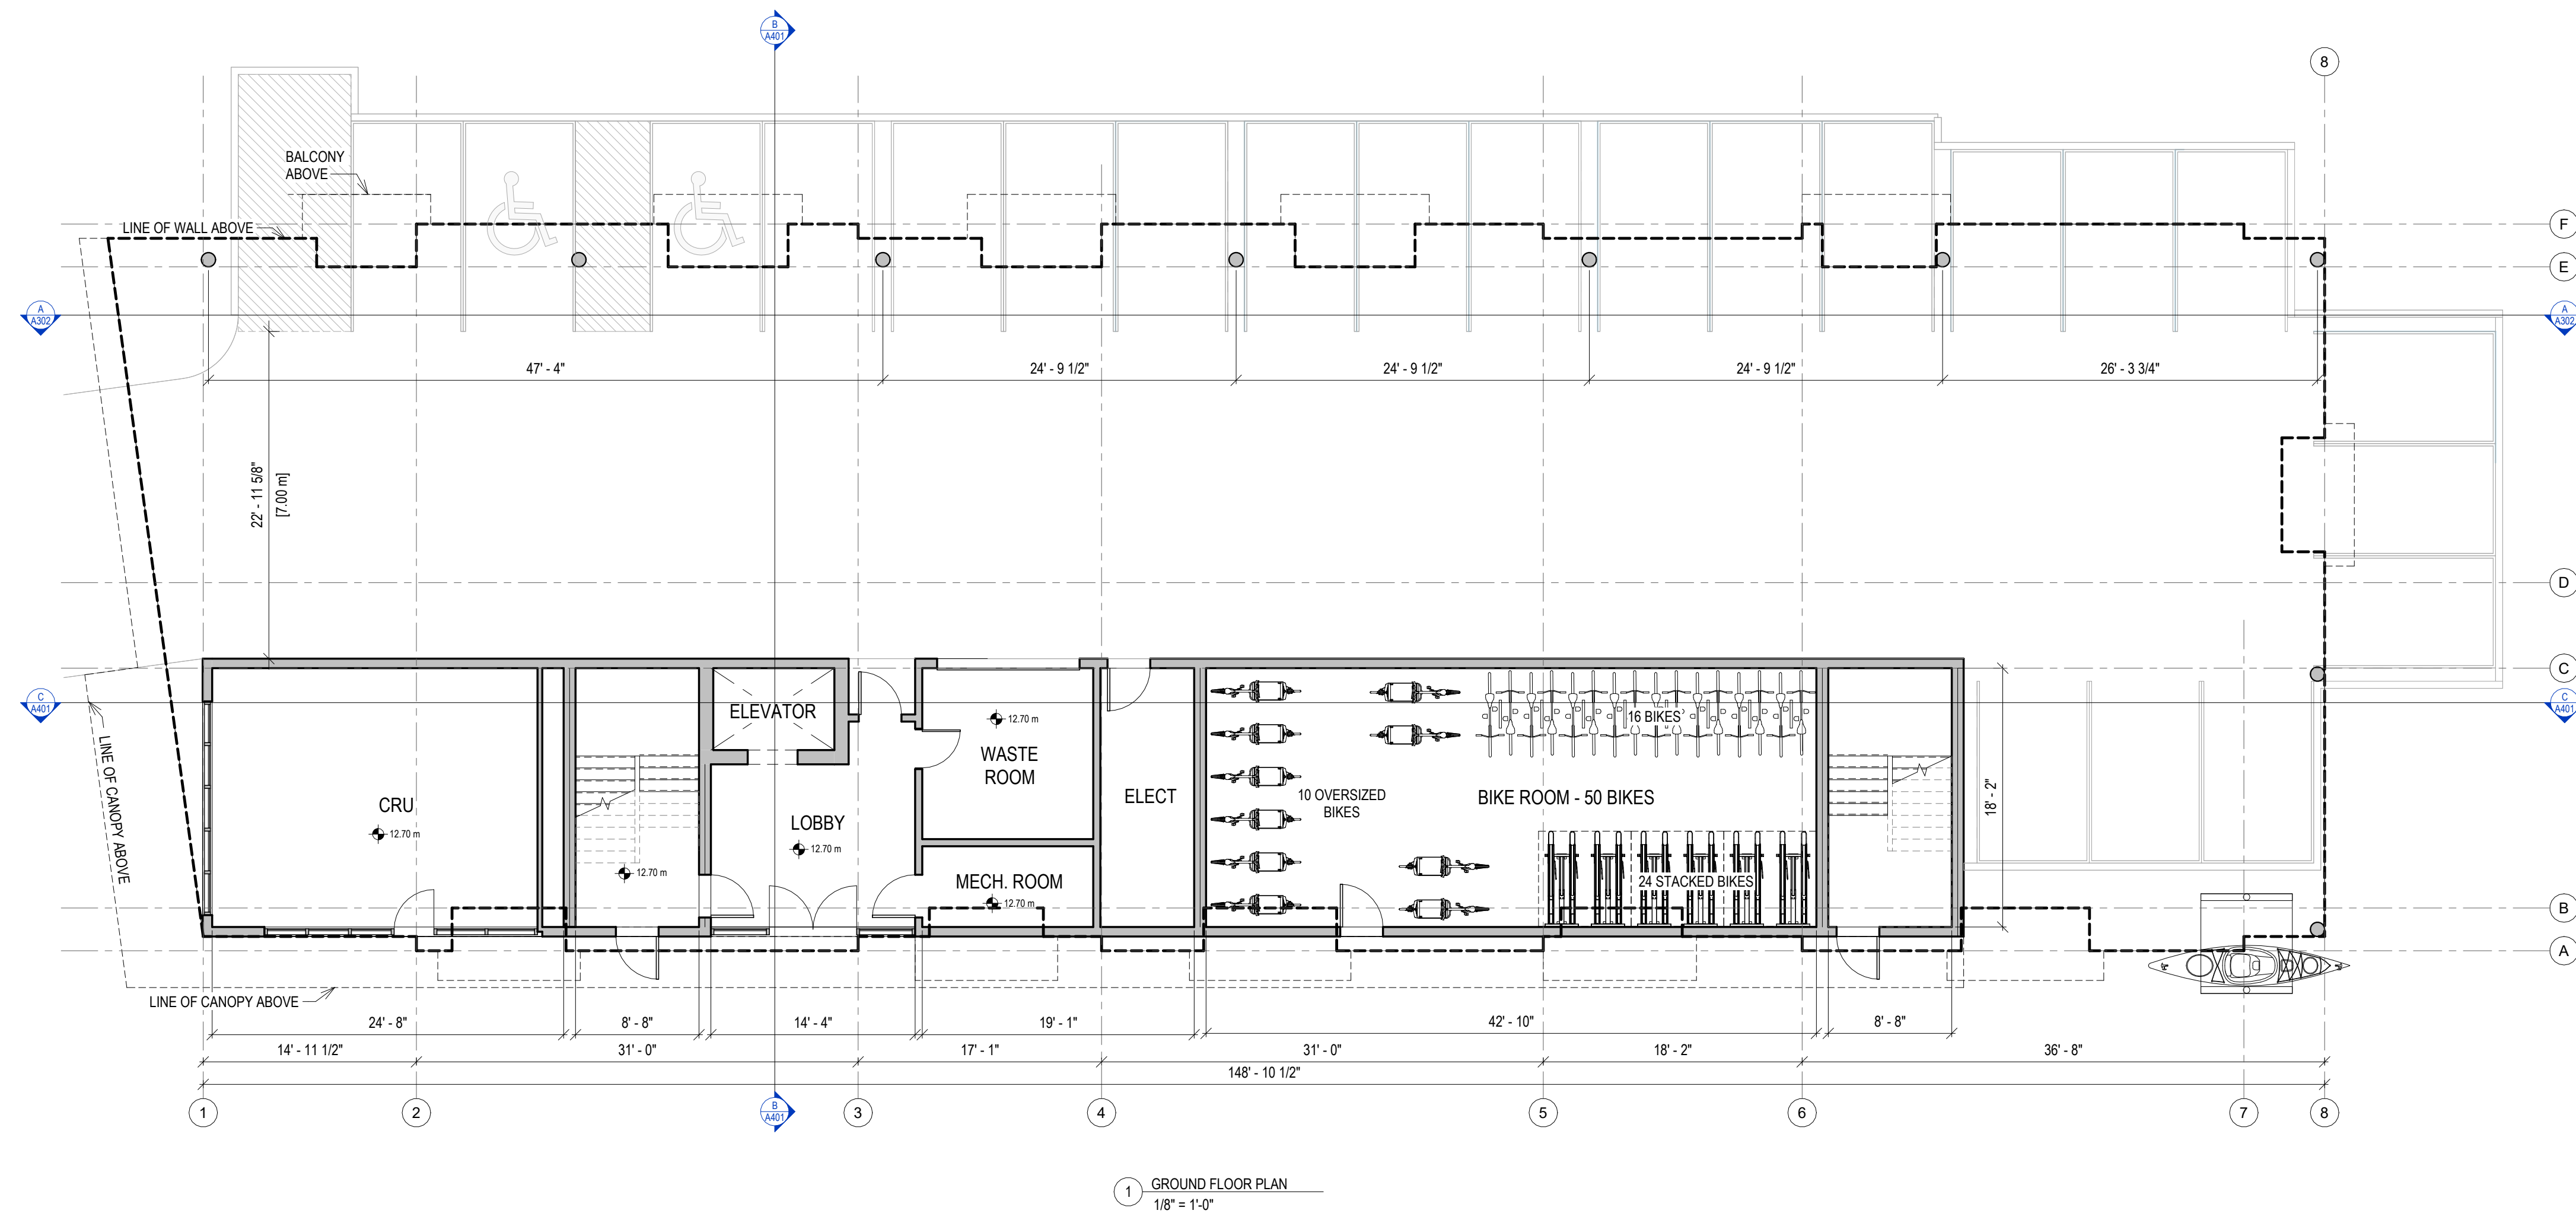 B
A401
8
BALCONY
ABOVE
LINE OF WALL ABOVE
F
E
A
A302
A
A302
47' - 4"
24' - 9 1/2"
24' - 9 1/2"
24' - 9 1/2"
26' - 3 3/4"
22' - 11 5/8"
[7.00 m]
D
C
C
A401
C
A401
ELEVATOR
12.70 m
WASTE
ROOM
16 BIKES
LINE OF CANOPY ABOVE
CRU
12.70 m
LOBBY
12.70 m
12.70 m
ELECT
10 OVERSIZED
BIKES
BIKE ROOM - 50 BIKES
18' - 2"
MECH. ROOM
12.70 m
24 STACKED BIKES
B
A
LINE OF CANOPY ABOVE
24' - 8"
8' - 8"
14' - 4"
19' - 1"
42' - 10"
8' - 8"
14' - 11 1/2"
31' - 0"
17' - 1"
31' - 0"
18' - 2"
36' - 8"
148' - 10 1/2"
1
2
B
A401
3
4
5
6
7
8
1
GROUND FLOOR PLAN
1/8" = 1'-0"